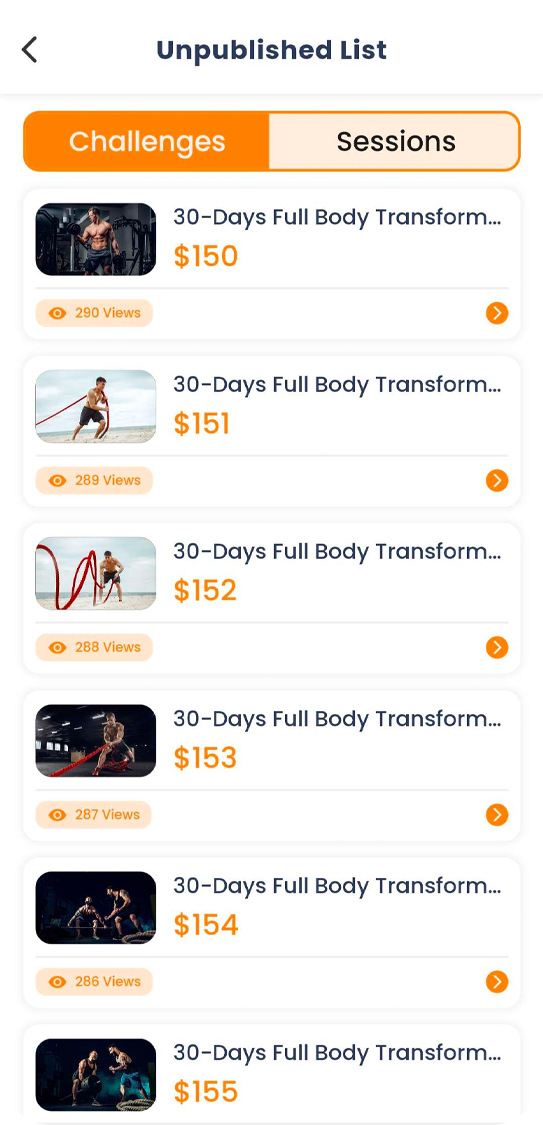 Unpublished List
Challenges
Sessions
30-Days Full Body Transform...
$150
290 Views
30-Days Full Body Transform...
$151
289 Views
30-Days Full Body Transform...
$152
288 Views
30-Days Full Body Transform...
$153
287 Views
30-Days Full Body Transform...
$154
286 Views
30-Days Full Body Transform...
$155